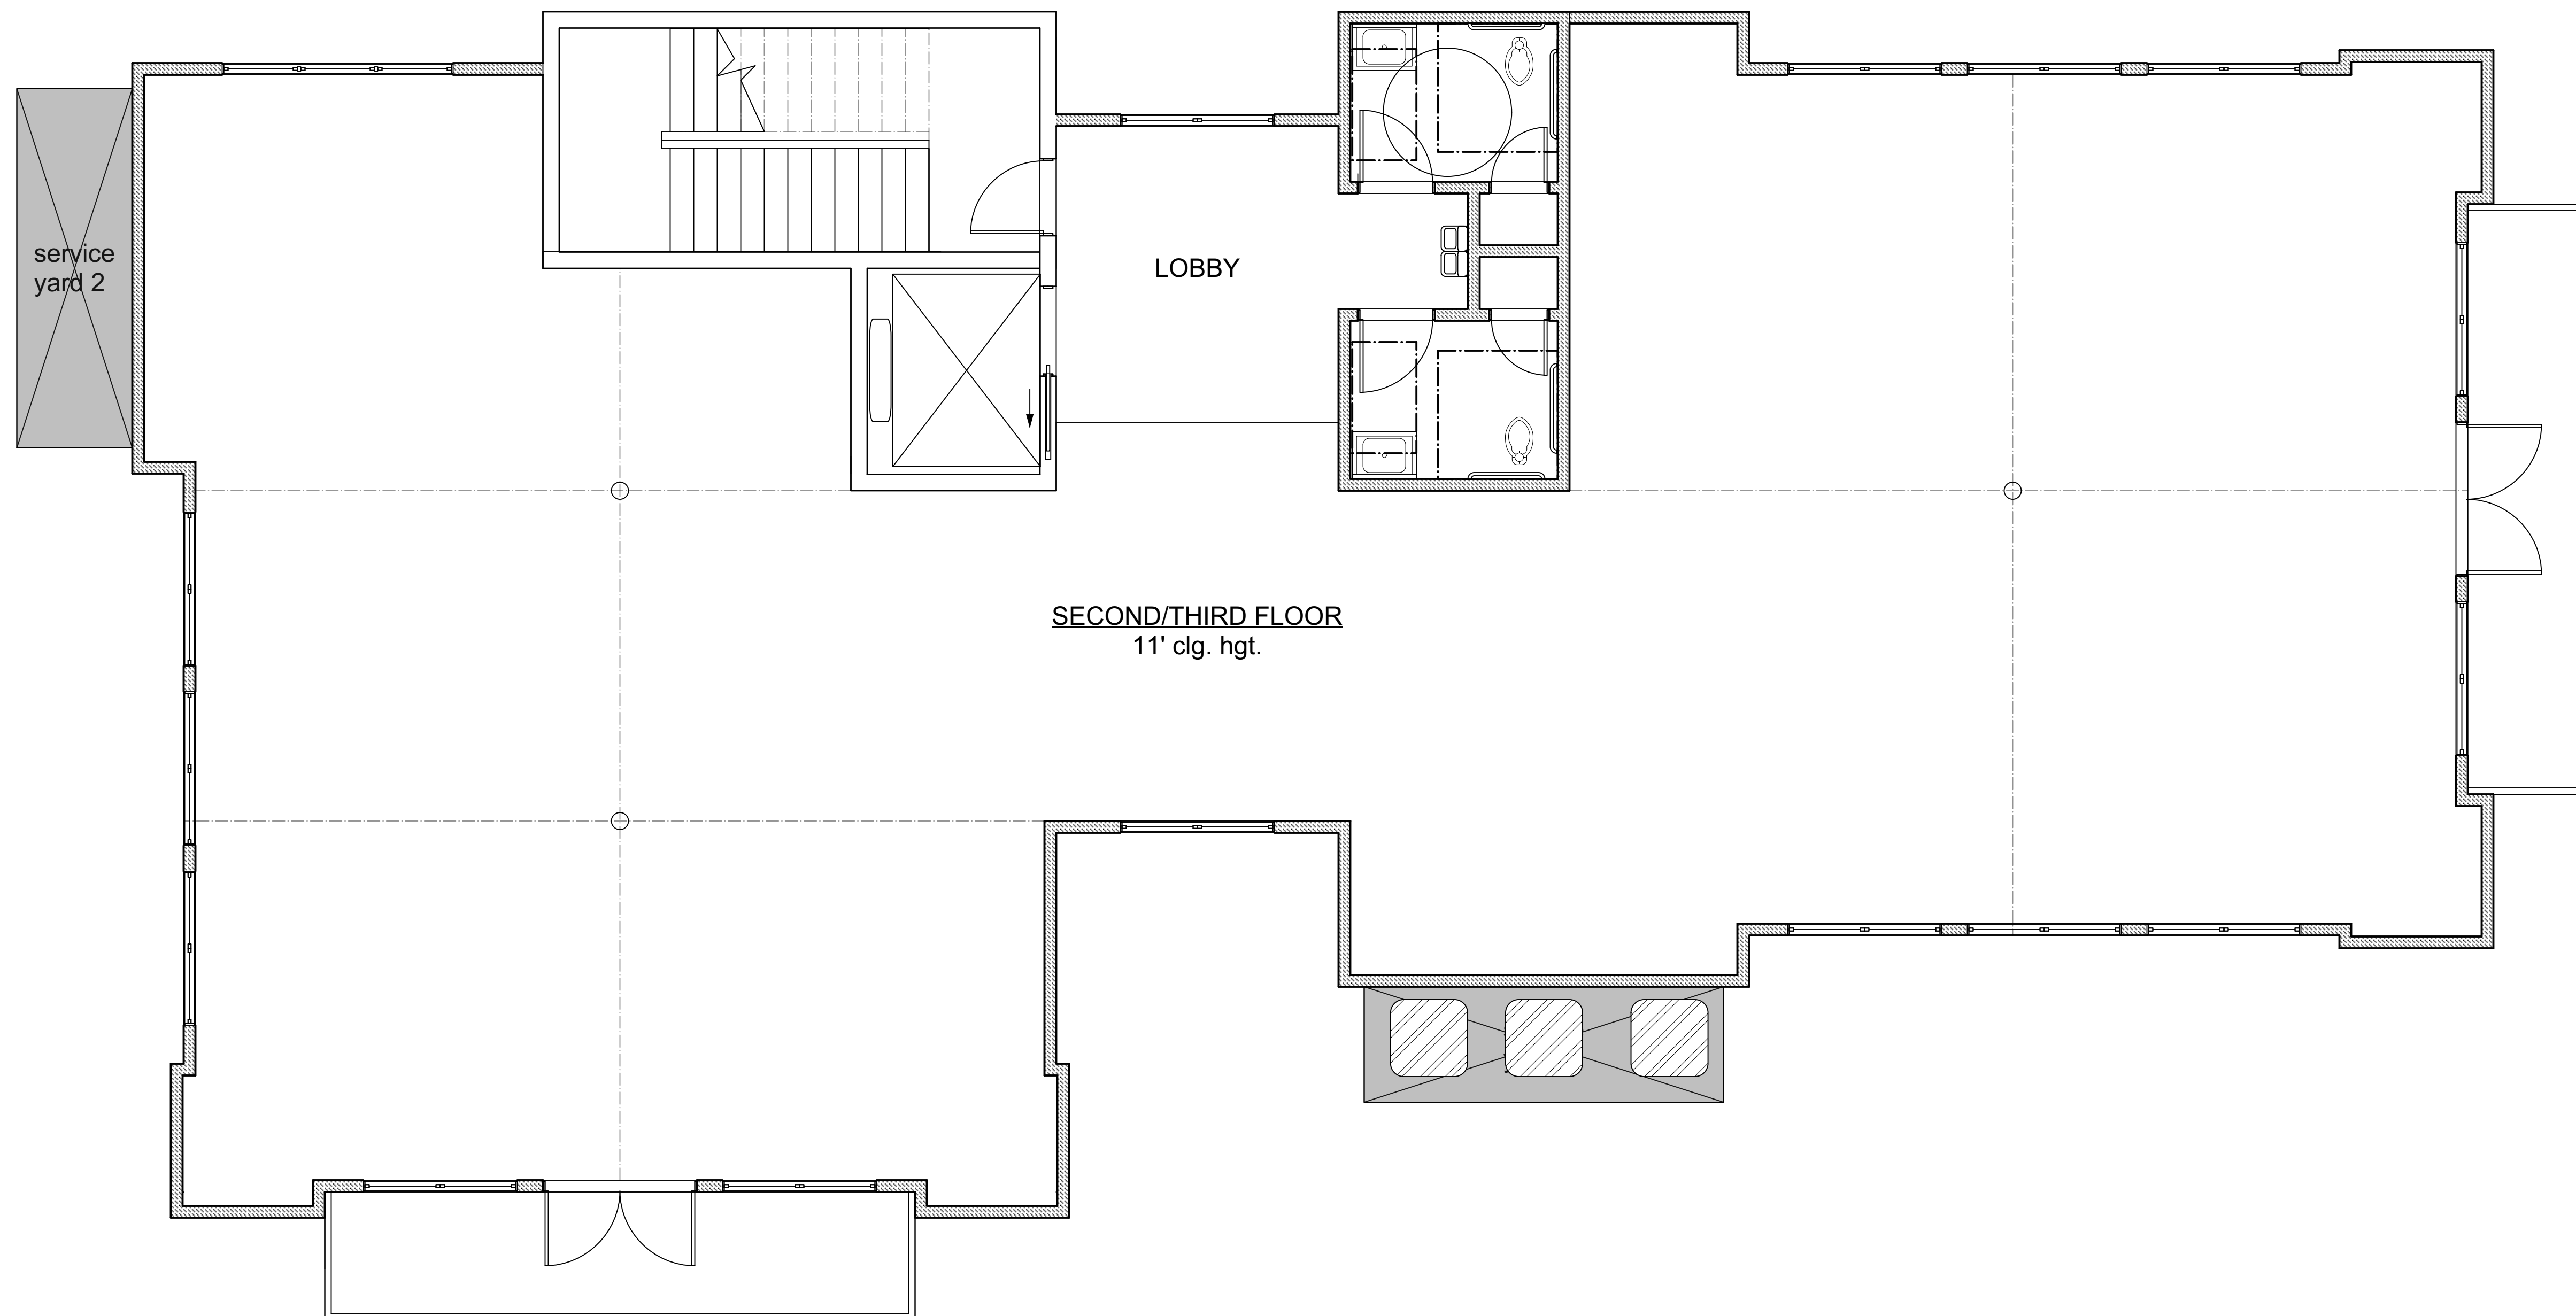 service
yard 2
LOBBY
SECOND/THIRD FLOOR
11' clg. hgt.